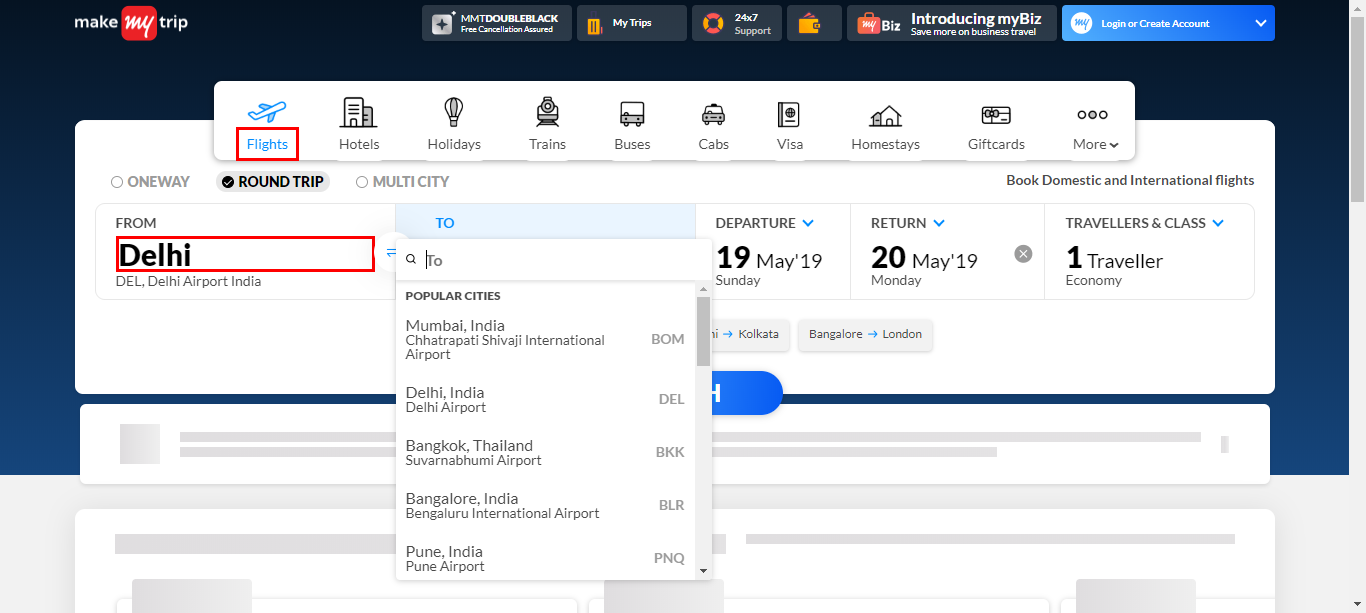 make my trip
MMTDOUBLEBLACK
Free Cancellation Assured
My Trips
24x7
Support
my Biz
Introducing myBiz
Save more on business travel
my
Login or Create Account
Flights
Hotels
Holidays
Trains
Buses
Cabs
Visa
Homestays
Giftcards
More
ONEWAY
ROUND TRIP
MULTI CITY
Book Domestic and International flights
FROM
Delhi
DEL, Delhi Airport India
TO
To
DEPARTURE
19 May'19
Sunday
RETURN
20 May'19
Monday
TRAVELLERS & CLASS
1 Traveller
Economy
POPULAR CITIES
Mumbai, India
Chhatrapati Shivaji International
Airport
BOM
Delhi, India
Delhi Airport
DEL
Bangkok, Thailand
Suvarnabhumi Airport
BKK
Bangalore, India
Bengaluru International Airport
BLR
Pune, India
Pune Airport
PNQ
→ Kolkata
Bangalore → London
H